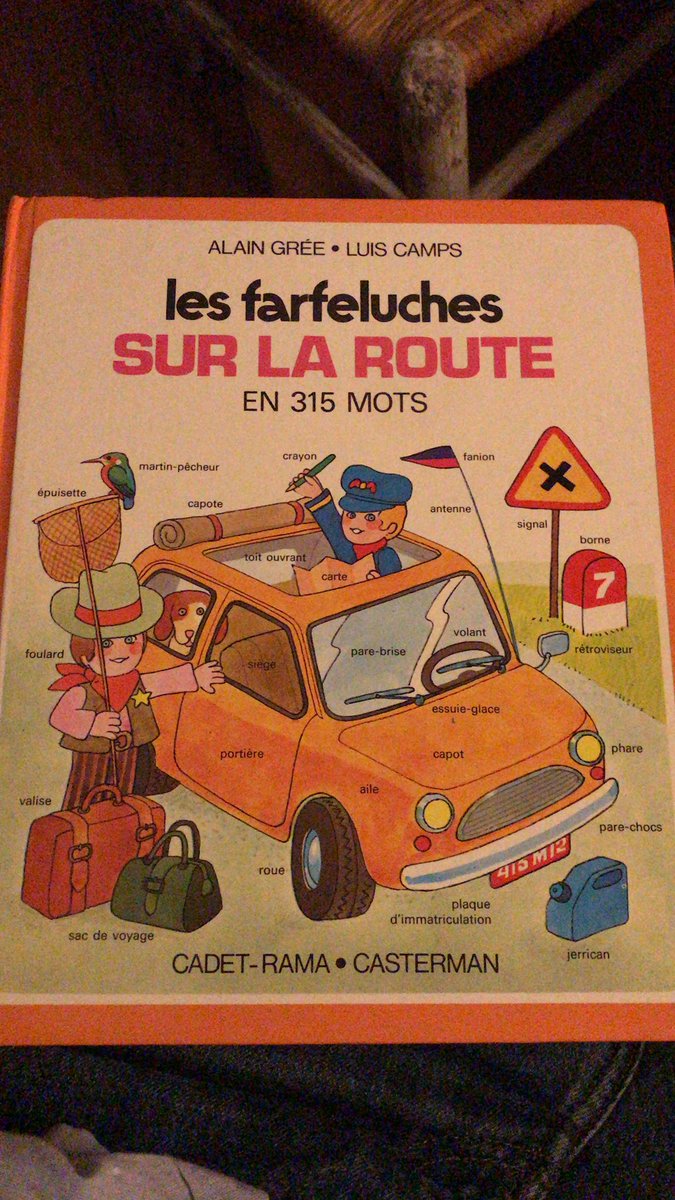 ALAIN GRÉE • LUIS CAMPS
les farfeluches
SUR LA ROUTE
EN 315 MOTS
martin-pêcheur
crayon
fanion
épuisette
capote
antenne
signal
borne
7
toit ouvrant
carte
foulard
siège
pare-brise
volant
rétroviseur
essuie-glace
portière
capot
phare
aile
valise
pare-chocs
roue
413 M12
plaque
d'immatriculation
sac de voyage
jerrican
CADET-RAMA • CASTERMAN